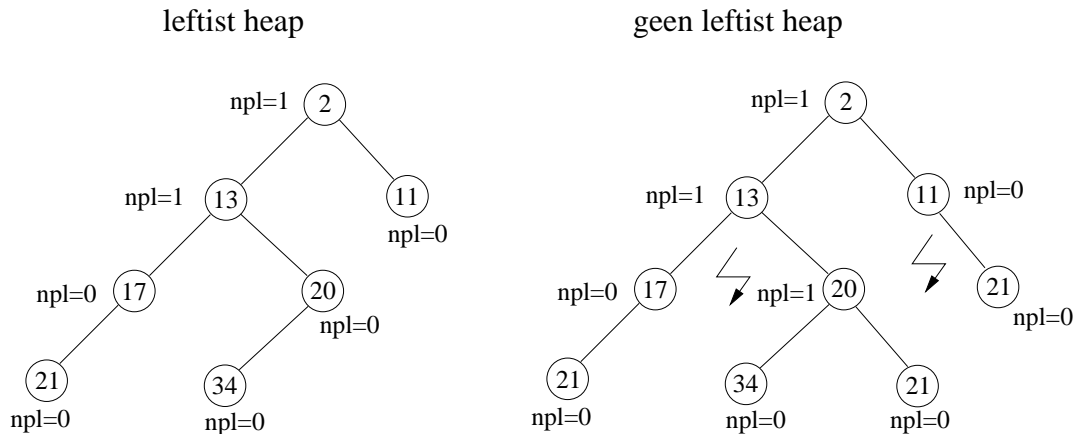 leftist heap
geen leftist heap
npl=1 2
npl=1 2
npl=1 13
11
npl=0
npl=1 13
11 npl=0
npl=0 17
20
npl=0
npl=0 17
npl=1 20
21
npl=0
21
npl=0
34
npl=0
21
npl=0
34
npl=0
21
npl=0